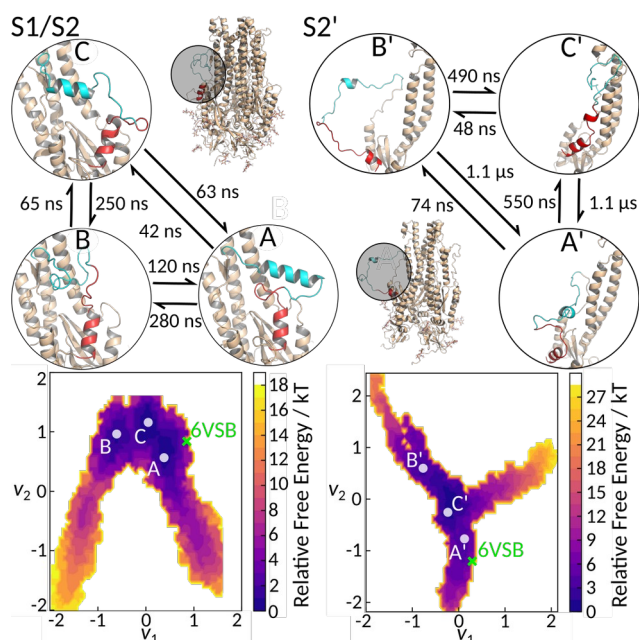 S1/S2
C
65 ns
250 ns
63 ns
42 ns
B
B
A
120 ns
280 ns
S2'
B'
C'
490 ns
48 ns
1.1 µs
74 ns
550 ns
1.1 µs
A'
2
1
0
-1
-2
v2
-2
-1
0
1
2
v1
B
C
A
6VSB
18
16
14
12
10
8
6
4
2
0
Relative Free Energy / kT
2
1
0
-1
-2
v2
-2
-1
0
1
2
v1
B'
C'
A'
6VSB
27
24
21
18
15
12
9
6
3
0
Relative Free Energy / kT